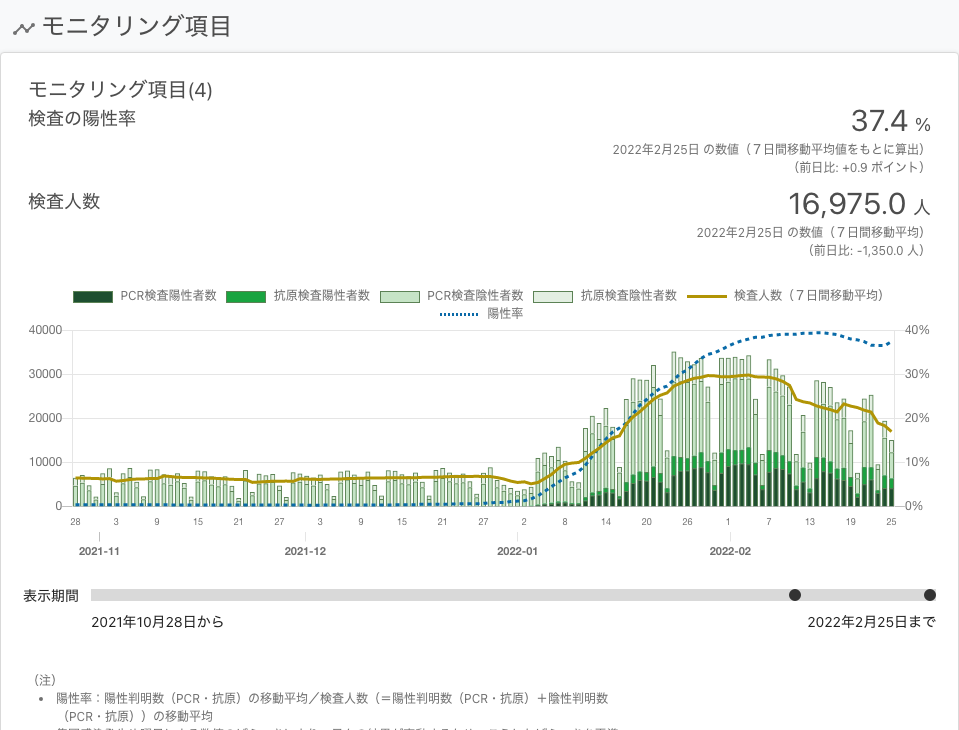 モニタリング項目
モニタリング項目(4)
検査の陽性率
37.4 %
2022年2月25日 の数値（７日間移動平均値をもとに算出）
（前日比: +0.9 ポイント）
検査人数
16,975.0 人
2022年2月25日 の数値（７日間移動平均）
（前日比: -1,350.0 人）
PCR検査陽性者数 抗原検査陽性者数 PCR検査陰性者数 抗原検査陰性者数 検査人数（７日間移動平均）
陽性率
40000 40%
30000 30%
20000 20%
10000 10%
0 0%
28 3 9 15 21 27 3 9 15 21 27 2 8 14 20 26 1 7 13 19 25
2021-11 2021-12 2022-01 2022-02
表示期間
2021年10月28日から 2022年2月25日まで
（注）
• 陽性率：陽性判明数（PCR・抗原）の移動平均／検査人数（＝陽性判明数（PCR・抗原）＋陰性判明数
（PCR・抗原））の移動平均